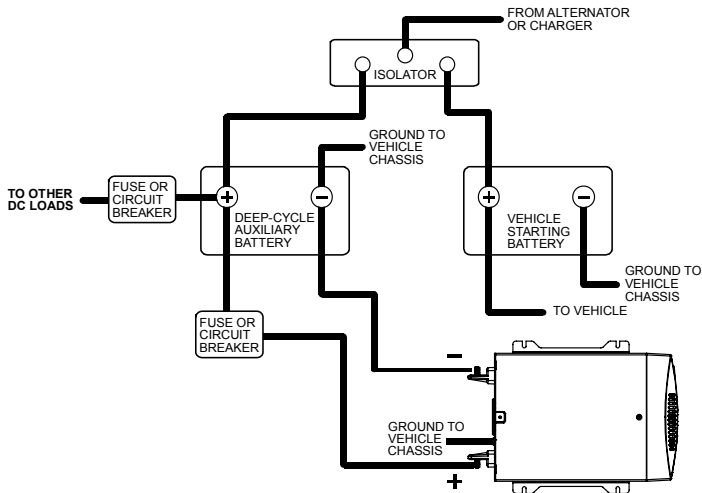 FROM ALTERNATOR
OR CHARGER
ISOLATOR
GROUND TO
VEHICLE
CHASSIS
TO OTHER
DC LOADS
FUSE OR
CIRCUIT
BREAKER
+
−
DEEP-CYCLE
AUXILIARY
BATTERY
+
−
VEHICLE
STARTING
BATTERY
GROUND TO
VEHICLE
CHASSIS
TO VEHICLE
FUSE OR
CIRCUIT
BREAKER
−
GROUND TO
VEHICLE
CHASSIS
+